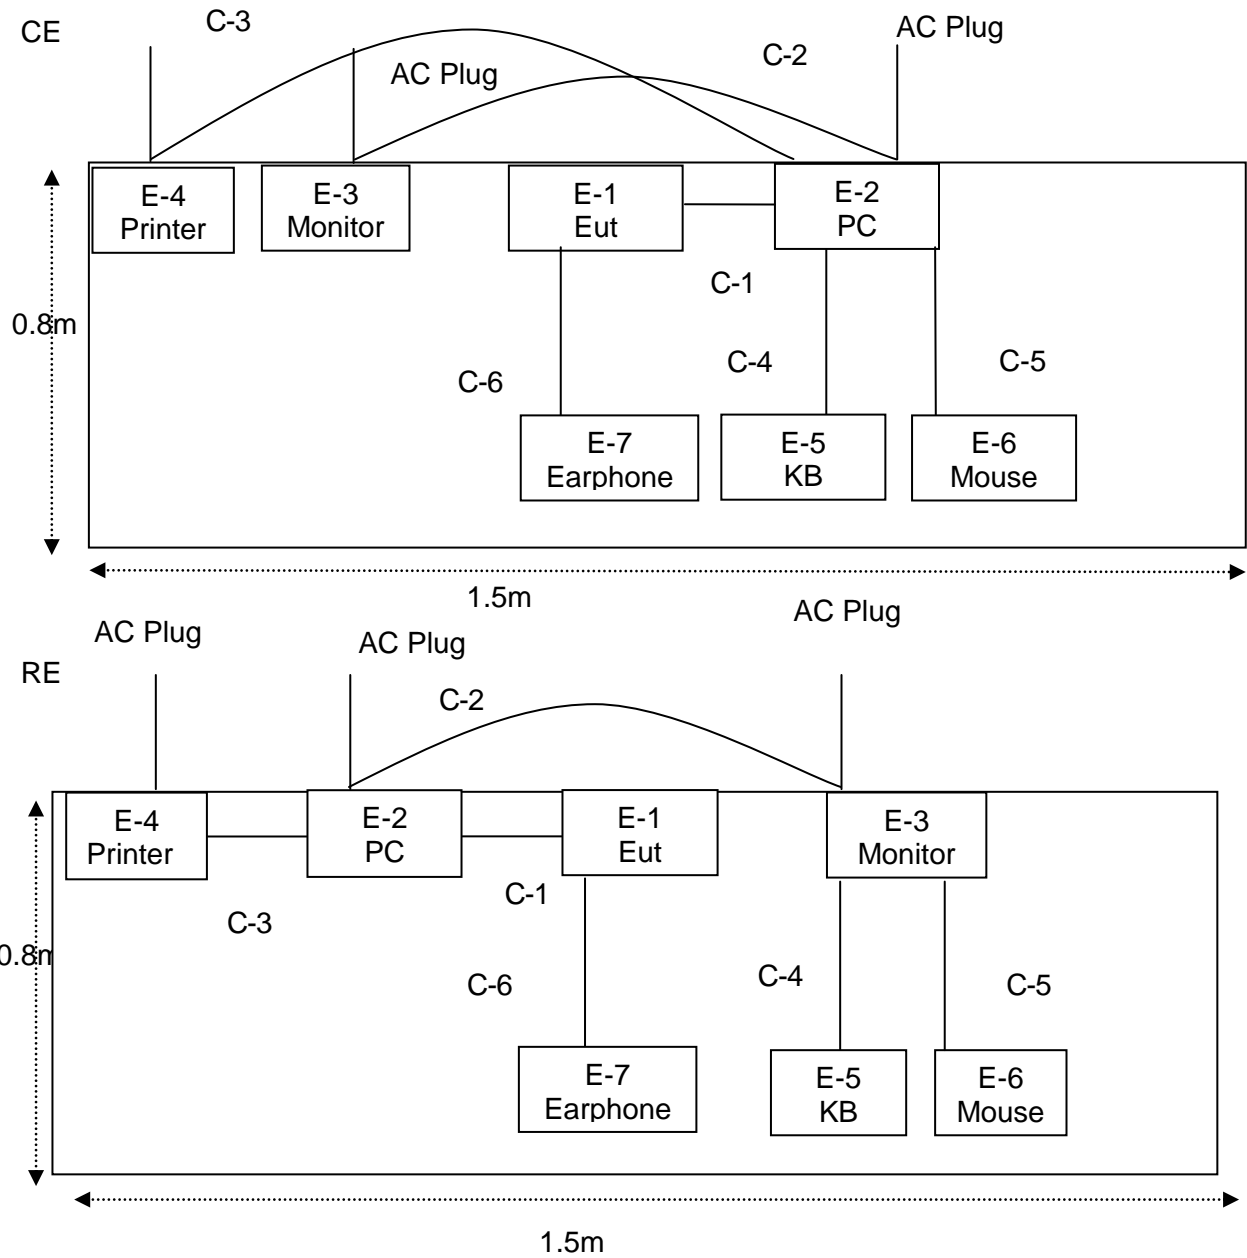 CE
C-3
AC Plug
C-2
AC Plug
E-4
Printer
E-3
Monitor
E-1
Eut
E-2
PC
C-1
0.8m
C-6
C-4
C-5
E-7
Earphone
E-5
KB
E-6
Mouse
1.5m
AC Plug
AC Plug
AC Plug
RE
C-2
E-4
Printer
E-2
PC
E-1
Eut
E-3
Monitor
C-3
C-1
0.8m
C-6
C-4
C-5
E-7
Earphone
E-5
KB
E-6
Mouse
1.5m